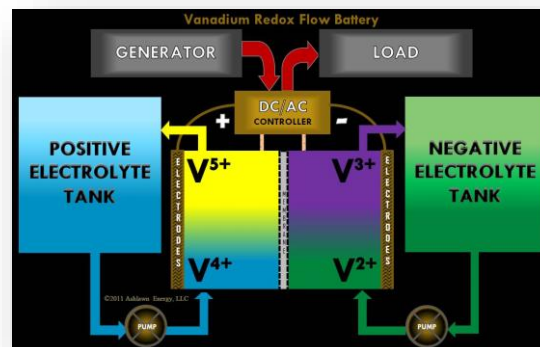 Vanadium Redox Flow Battery
GENERATOR
LOAD
DC/AC
CONTROLLER
+
-
POSITIVE
ELECTROLYTE
TANK
NEGATIVE
ELECTROLYTE
TANK
ELECTRODES
V5+
V4+
MEMBRANE
V3+
V2+
ELECTRODES
©2011 Ashlawn Energy, LLC
PUMP
PUMP